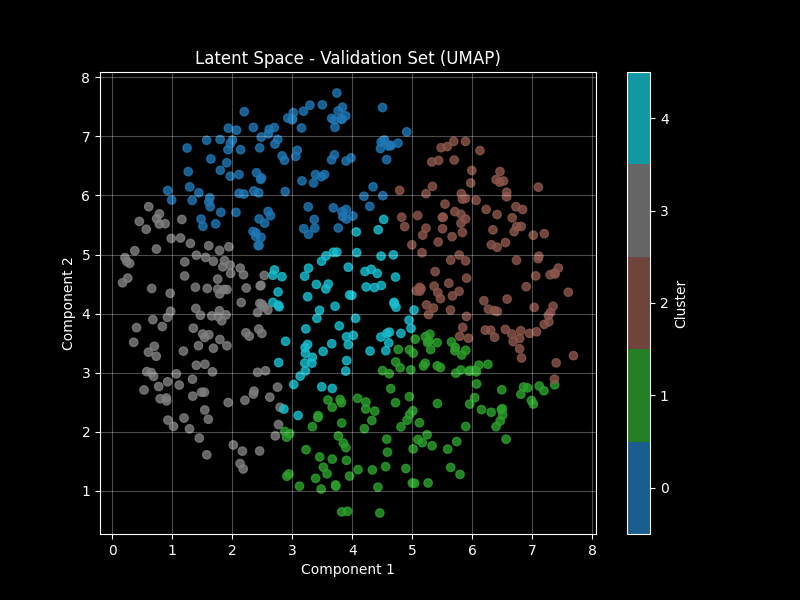 Latent Space - Validation Set (UMAP)
8
7
6
5
4
3
2
1
Component 2
0 1 2 3 4 5 6 7 8
Component 1
4
3
2
1
0
Cluster